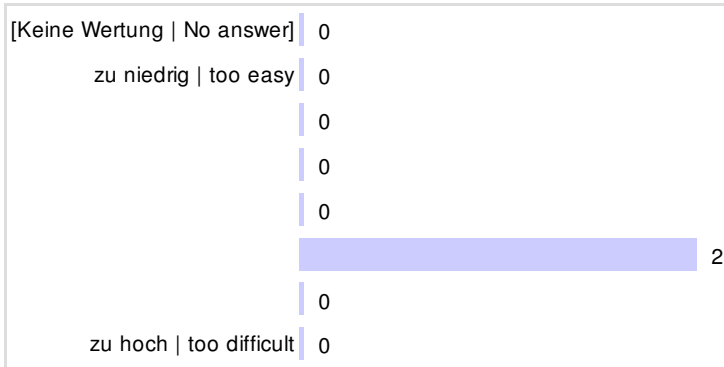 [Keine Wertung | No answer] 0
zu niedrig | too easy 0
0
0
0
2
0
zu hoch | too difficult 0